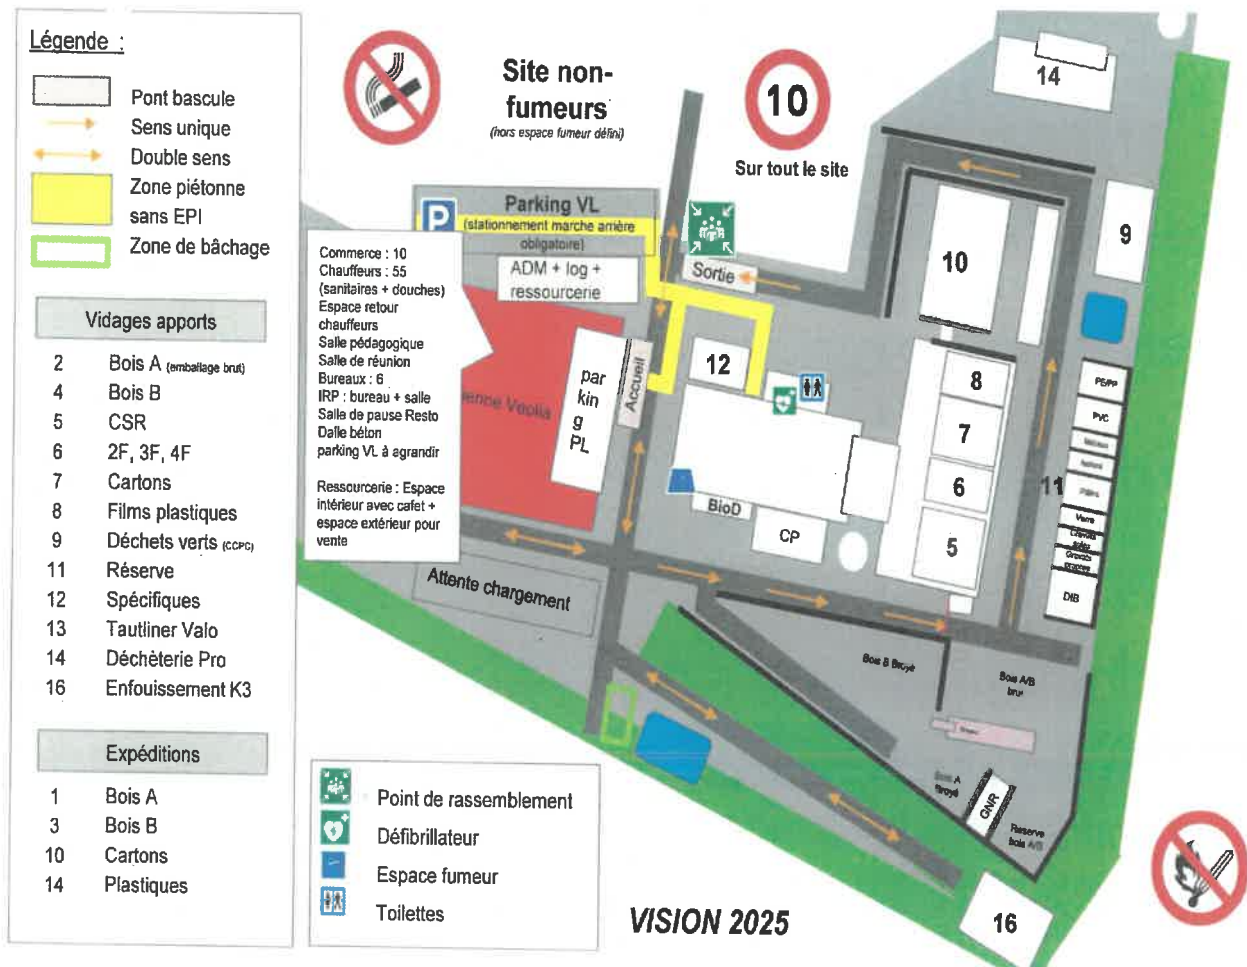 Légende :
Pont bascule
Sens unique
Double sens
Zone piétonne
sans EPI
Zone de bâchage
Vidages apports
2 Bois A (emballage brut)
4 Bois B
5 CSR
6 2F, 3F, 4F
7 Cartons
8 Films plastiques
9 Déchets verts (CCPC)
11 Réserve
12 Spécifiques
13 Tautliner Valo
14 Déchèterie Pro
16 Enfouissement K3
Expéditions
1 Bois A
3 Bois B
10 Cartons
14 Plastiques
Site non-
fumeurs
(hors espace fumeur défini)
10
Sur tout le site
P
Parking VL
(stationnement marche arrière
obligatoire)
ADM + log +
ressourcerie
Sortie
Commerce : 10
Chauffeurs : 55
(sanitaires + douches)
Espace retour
chauffeurs
Salle pédagogique
Salle de réunion
Bureaux : 6
IRP : bureau + salle
Salle de pause Resto
Dalle béton
parking VL à agrandir
Ressourcerie : Espace
intérieur avec cafet +
espace extérieur pour
vente
Veolia
par
kin
g
PL
Accueil
12
BioD
CP
14
9
10
8
7
6
5
11
PE/PP
PVC
Verre
DIB
Attente chargement
Bois B Broyé
Bois A/B
brut
Bois A
Broyé
GNR
Reserve
bois A/B
16
Point de rassemblement
Défibrillateur
Espace fumeur
Toilettes
VISION 2025